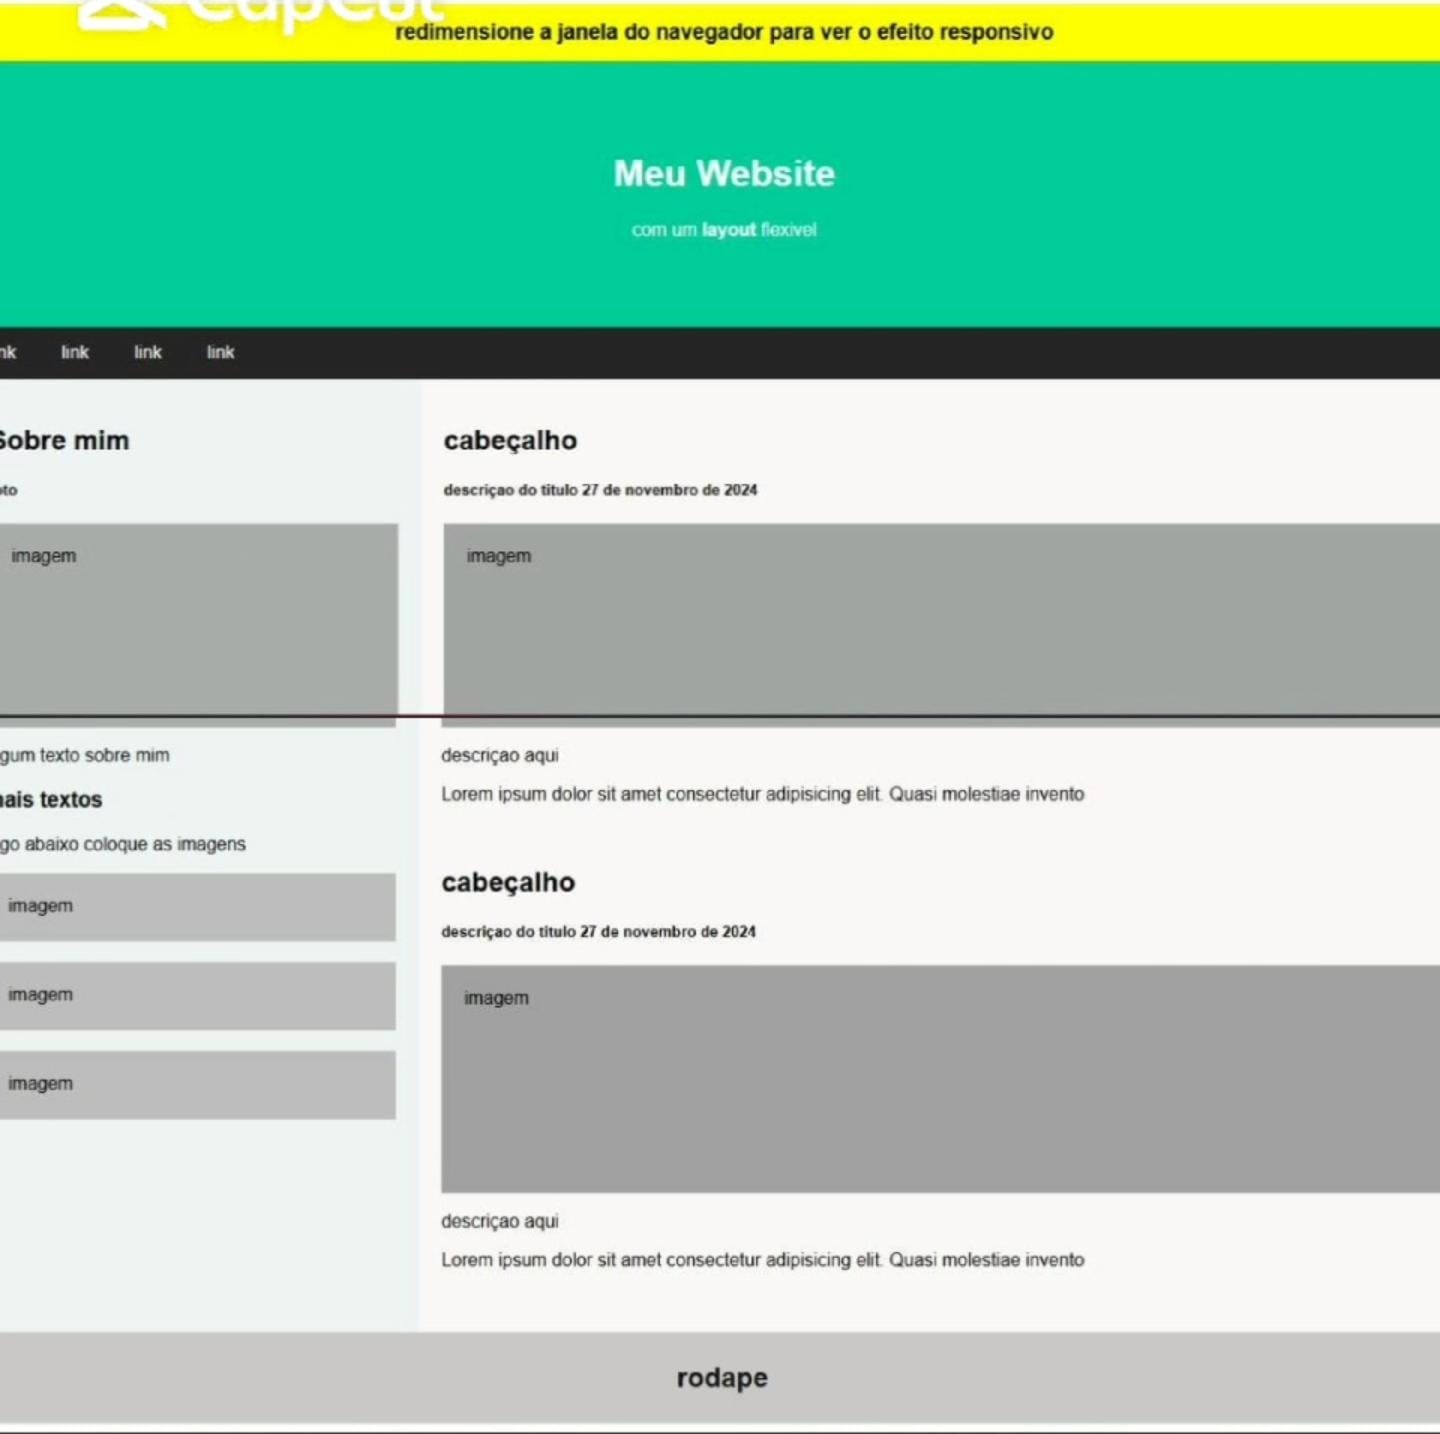 CapCut
redimensione a janela do navegador para ver o efeito responsivo
Meu Website
com um layout flexivel
nk link link link
Sobre mim
oto
imagem
gum texto sobre mim
ais textos
go abaixo coloque as imagens
imagem
imagem
imagem
cabeçalho
descriçao do titulo 27 de novembro de 2024
imagem
descriçao aqui
Lorem ipsum dolor sit amet consectetur adipisicing elit. Quasi molestiae invento
cabeçalho
descriçao do titulo 27 de novembro de 2024
imagem
descriçao aqui
Lorem ipsum dolor sit amet consectetur adipisicing elit. Quasi molestiae invento
rodape